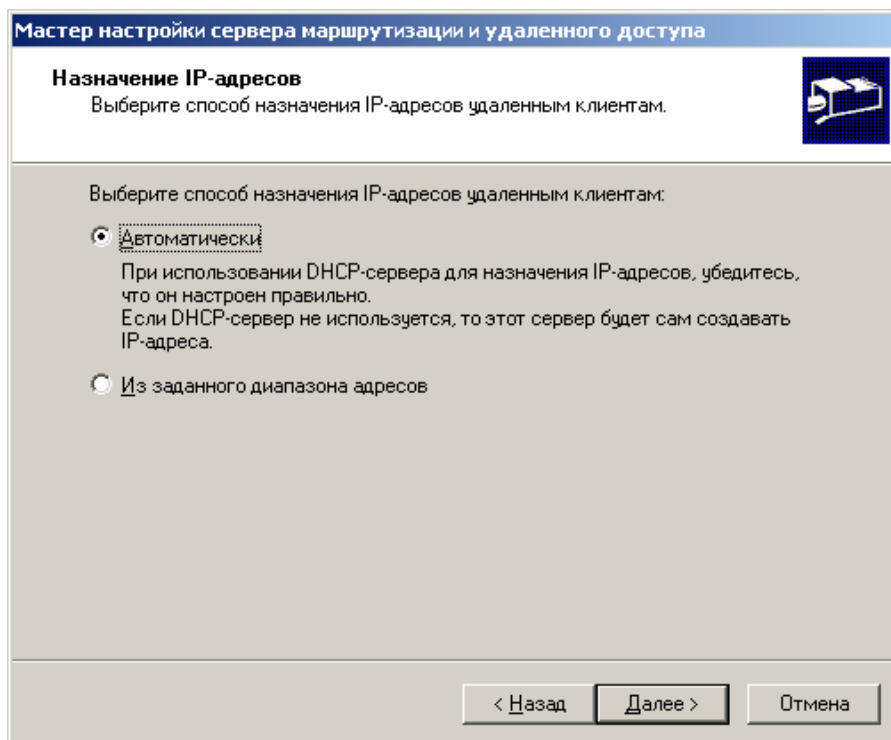 Мастер настройки сервера маршрутизации и удаленного доступа
Назначение IP-адресов
Выберите способ назначения IP-адресов удаленным клиентам.
Выберите способ назначения IP-адресов удаленным клиентам:
Автоматически
При использовании DHCP-сервера для назначения IP-адресов, убедитесь,
что он настроен правильно.
Если DHCP-сервер не используется, то этот сервер будет сам создавать
IP-адреса.
Из заданного диапазона адресов
< Назад Далее > Отмена